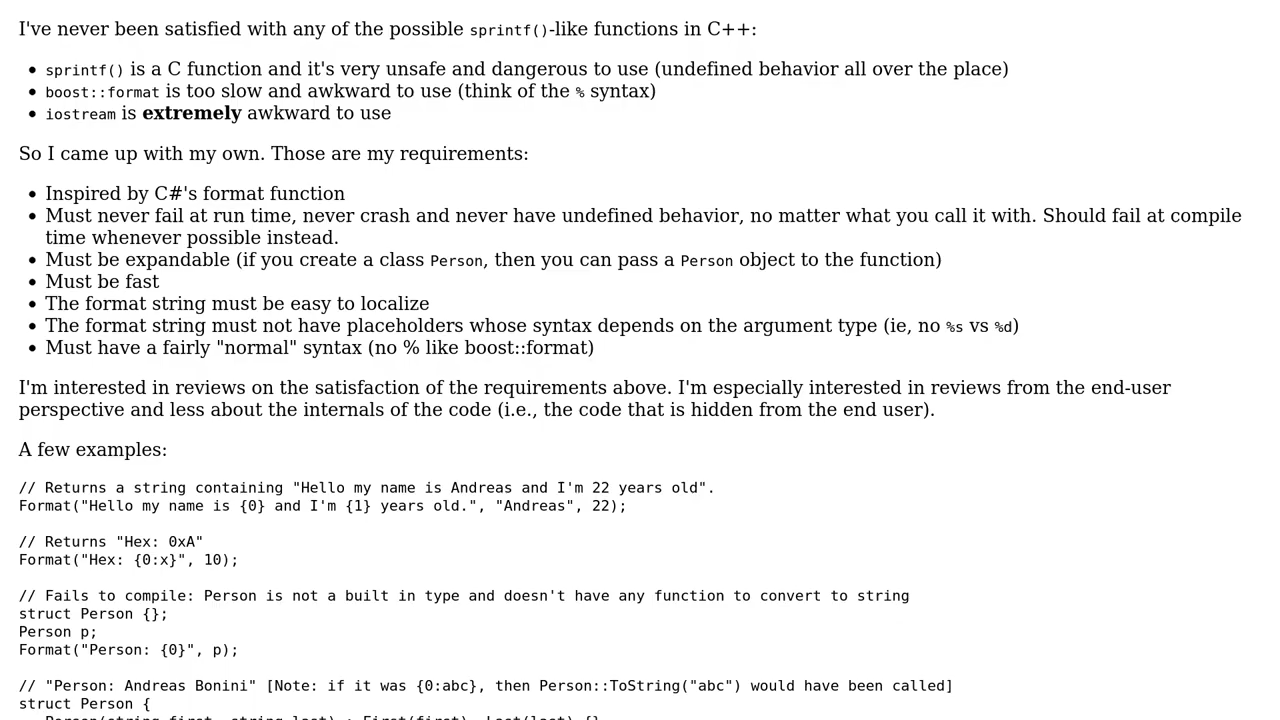 I've never been satisfied with any of the possible sprintf()-like functions in C++:
• sprintf() is a C function and it's very unsafe and dangerous to use (undefined behavior all over the place)
• boost::format is too slow and awkward to use (think of the % syntax)
• iostream is extremely awkward to use
So I came up with my own. Those are my requirements:
• Inspired by C#'s format function
• Must never fail at run time, never crash and never have undefined behavior, no matter what you call it with. Should fail at compile
time whenever possible instead.
• Must be expandable (if you create a class Person, then you can pass a Person object to the function)
• Must be fast
• The format string must be easy to localize
• The format string must not have placeholders whose syntax depends on the argument type (ie, no %s vs %d)
• Must have a fairly "normal" syntax (no % like boost::format)
I'm interested in reviews on the satisfaction of the requirements above. I'm especially interested in reviews from the end-user
perspective and less about the internals of the code (i.e., the code that is hidden from the end user).
A few examples:
// Returns a string containing "Hello my name is Andreas and I'm 22 years old".
Format("Hello my name is {0} and I'm {1} years old.", "Andreas", 22);
// Returns "Hex: 0xA"
Format("Hex: {0:x}", 10);
// Fails to compile: Person is not a built in type and doesn't have any function to convert to string
struct Person {};
Person p;
Format("Person: {0}", p);
// "Person: Andreas Bonini" [Note: if it was {0:abc}, then Person::ToString("abc") would have been called]
struct Person {
Person(string first, string last) : First(first), Last(last) {}